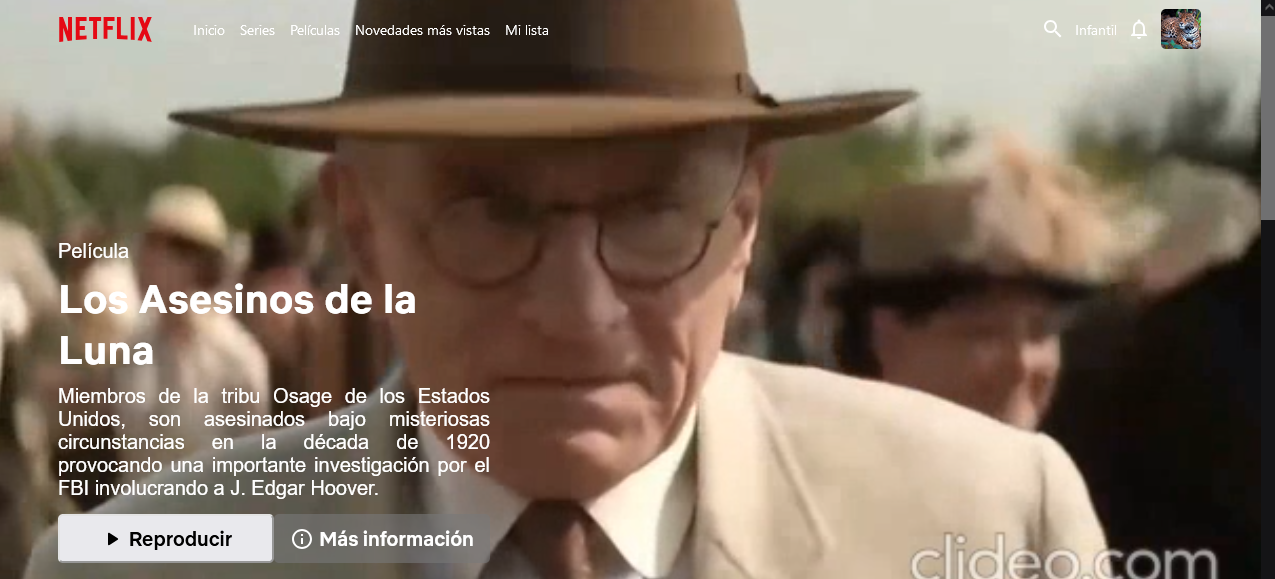 NETFLIX Inicio Series Películas Novedades más vistas Mi lista Infantil
Película
Los Asesinos de la
Luna
Miembros de la tribu Osage de los Estados
Unidos, son asesinados bajo misteriosas
circunstancias en la década de 1920
provocando una importante investigación por el
FBI involucrando a J. Edgar Hoover.
Reproducir Más información
clideo.com